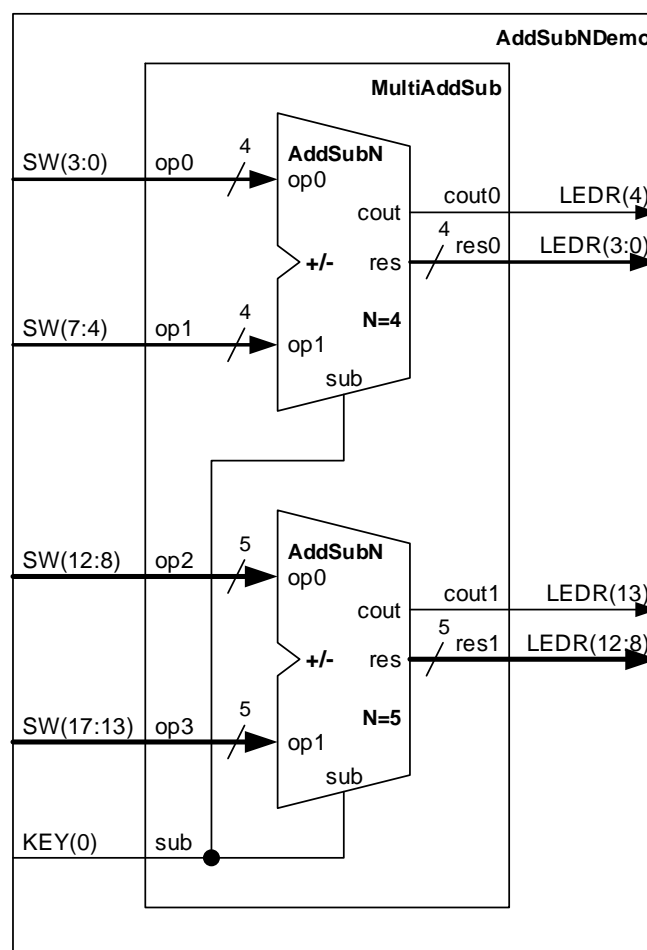 AddSubNDemo
MultiAddSub
SW(3:0) op0 4 AddSubN
op0
cout cout0 LEDR(4)
res 4 res0 LEDR(3:0)
+/-
N=4
SW(7:4) op1 4 op1
sub
SW(12:8) op2 5 AddSubN
op0
cout cout1 LEDR(13)
res 5 res1 LEDR(12:8)
+/-
N=5
SW(17:13) op3 5 op1
sub
KEY(0) sub